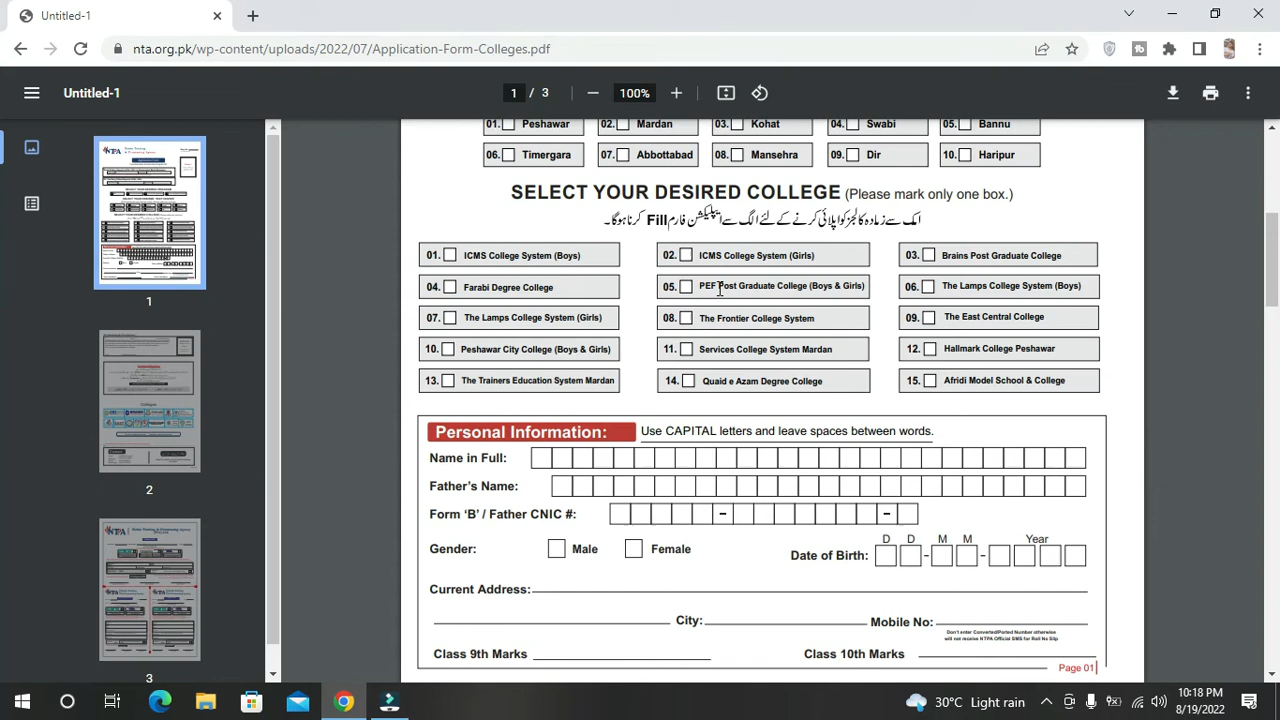 Untitled-1
nta.org.pk/wp-content/uploads/2022/07/Application-Form-Colleges.pdf
Untitled-1
1 / 3
100%
01. Peshawar 02. Mardan 03. Kohat 04. Swabi 05. Bannu
06. Timergara 07. Abbottabad 08. Mansehra 09. Dir 10. Haripur
SELECT YOUR DESIRED COLLEGE (Please mark only one box.)
ایک سے زیادہ کالجز کو اپلائی کرنے کے لئے الگ سے ایپلیکیشن فارم Fill کرنا ہوگا۔
01. ICMS College System (Boys) 02. ICMS College System (Girls) 03. Brains Post Graduate College
04. Farabi Degree College 05. PEF Post Graduate College (Boys & Girls) 06. The Lamps College System (Boys)
07. The Lamps College System (Girls) 08. The Frontier College System 09. The East Central College
10. Peshawar City College (Boys & Girls) 11. Services College System Mardan 12. Hallmark College Peshawar
13. The Trainers Education System Mardan 14. Quaid e Azam Degree College 15. Afridi Model School & College
Personal Information: Use CAPITAL letters and leave spaces between words.
Name in Full:
Father's Name:
Form 'B' / Father CNIC #: - -
D D M M Year
Gender: Male Female Date of Birth: - -
Current Address:
City: Mobile No:
Don't enter Converted/Ported Number otherwise
will not receive NTPA Official SMS for Roll No Slip
Class 9th Marks Class 10th Marks
Page 01
1
2
3
30°C Light rain
10:18 PM
8/19/2022